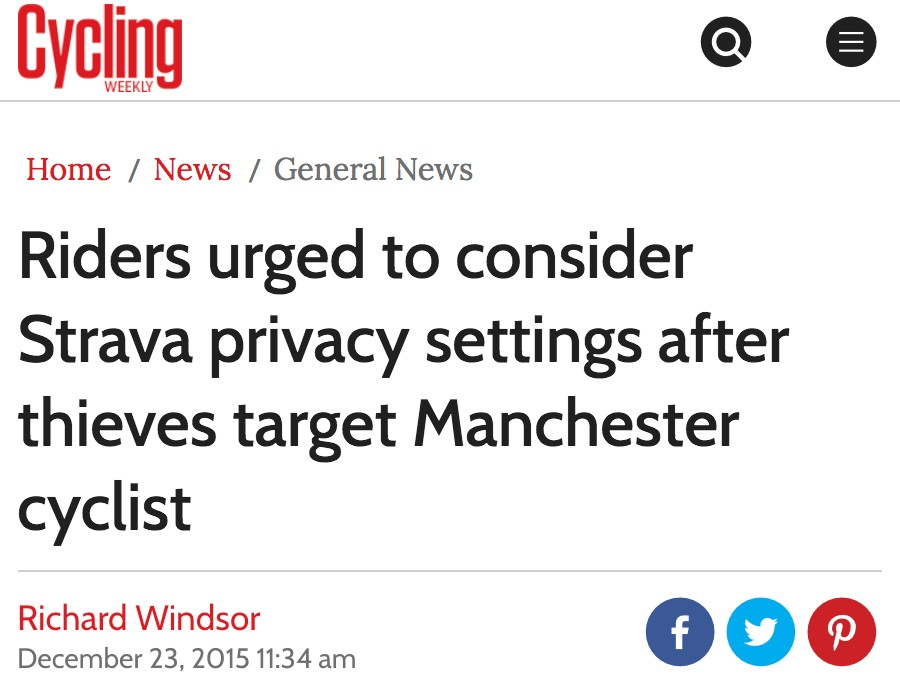 Cycling
WEEKLY
Home / News / General News
Riders urged to consider
Strava privacy settings after
thieves target Manchester
cyclist
Richard Windsor
December 23, 2015 11:34 am